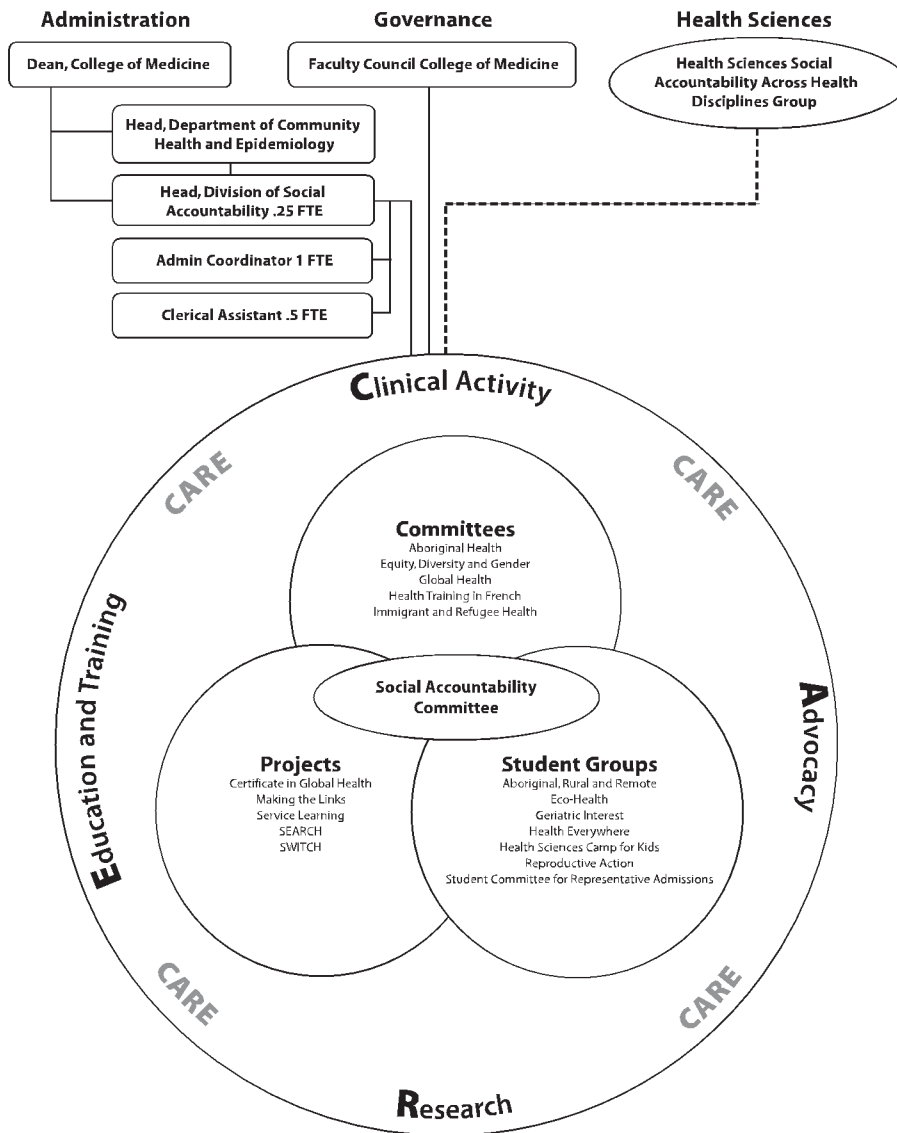 Administration
Governance
Health Sciences
Dean, College of Medicine
Faculty Council College of Medicine
Health Sciences Social
Accountability Across Health
Disciplines Group
Head, Department of Community
Health and Epidemiology
Head, Division of Social
Accountability .25 FTE
Admin Coordinator 1 FTE
Clerical Assistant .5 FTE
Clinical Activity
CARE
CARE
Committees
Aboriginal Health
Equity, Diversity and Gender
Global Health
Health Training in French
Immigrant and Refugee Health
Education and Training
Advocacy
Social Accountability
Committee
Projects
Certificate in Global Health
Making the Links
Service Learning
SEARCH
SWITCH
Student Groups
Aboriginal, Rural and Remote
Eco-Health
Geriatric Interest
Health Everywhere
Health Sciences Camp for Kids
Reproductive Action
Student Committee for Representative Admissions
CARE
CARE
Research